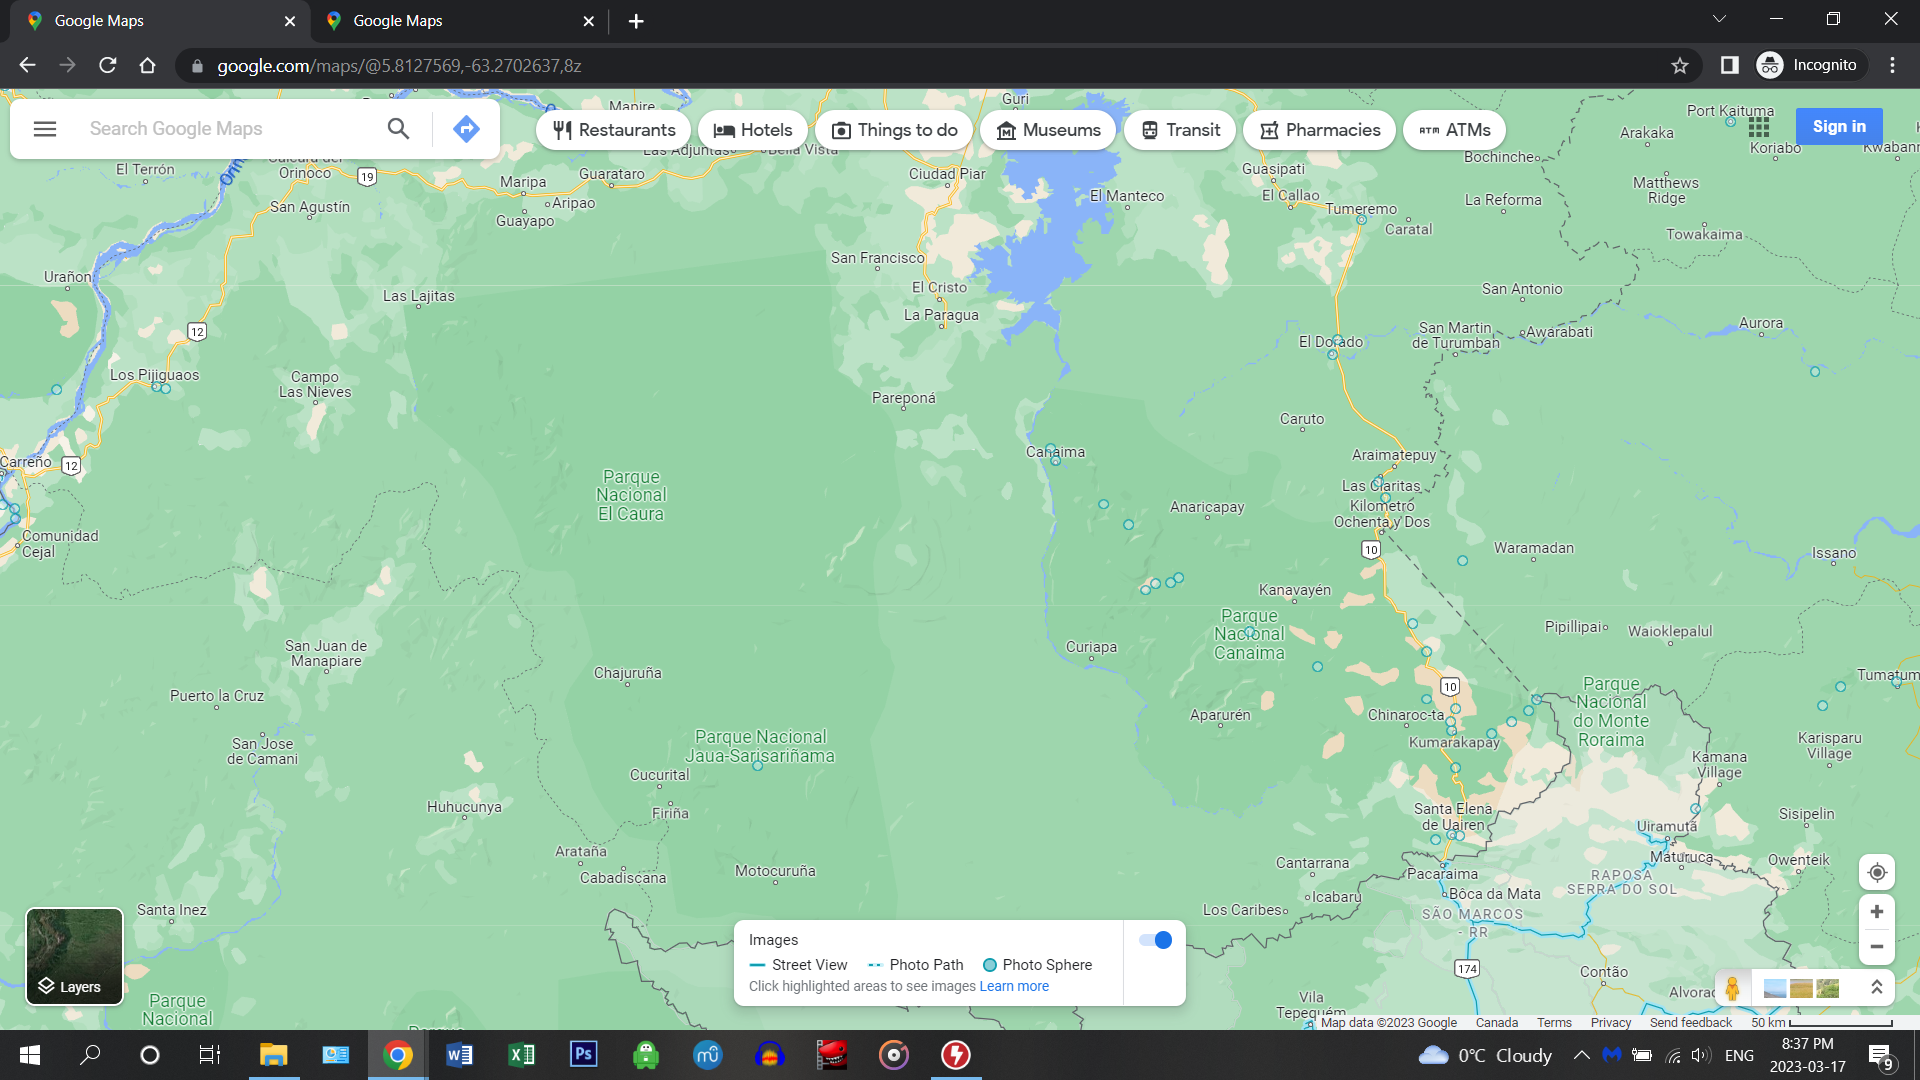 Google Maps
Google Maps
google.com/maps/@5.8127569,-63.2702637,8z
Incognito
Search Google Maps
Restaurants
Hotels
Things to do
Museums
Transit
Pharmacies
ATMs
Sign in
Mapire
Guri
Port Kaituma
Arakaka
Koriabo
Las Adjuntas
Bella Vista
Bochinche
El Terrón
Orinoco
19
Maripa
Guarataro
Ciudad Piar
Guasipati
Matthews
Ridge
San Agustín
Aripao
Guayapo
El Manteco
El Callao
La Reforma
Tumeremo
Caratal
Towakaima
San Francisco
Urañon
Las Lajitas
El Cristo
San Antonio
La Paragua
12
El Dorado
San Martin
de Turumban
Awarabati
Aurora
Los Pijiguaos
Campo
Las Nieves
Pareponá
Caruto
Carreño
12
Canaima
Araimatepuy
Parque
Nacional
El Caura
Las Claritas
Anaricapay
Kilometro
Ochenta y Dos
Comunidad
Cejal
10
Waramadan
Issano
Kanavayén
Parque
Nacional
Canaima
Pipillipai
Waioklepalul
San Juan de
Manapiare
Curiapa
Chajuruña
Tumatum
Puerto la Cruz
10
Parque
Nacional
do Monte
Roraima
Aparurén
Chinaroc-ta
San Jose
de Camani
Parque Nacional
Jaua-Sarisariñama
Kumarakapay
Karisparu
Village
Kamana
Village
Cucurital
Huhucunya
Firiña
Santa Elena
de Uairen
Uiramutã
Sisipelin
Arataña
Cabadiscana
Motocuruña
Cantarrana
Pacaraima
Maturuca
Owenteik
RAPOSA
SERRA DO SOL
Icabarú
Bôca da Mata
Santa Inez
Los Caribes
SÃO MARCOS
- RR
174
Contão
Parque
Nacional
Vila
Tepequém
Layers
Images
Street View
Photo Path
Photo Sphere
Click highlighted areas to see images Learn more
Map data ©2023 Google
Canada
Terms
Privacy
Send feedback
50 km
0°C Cloudy
ENG
8:37 PM
2023-03-17
9